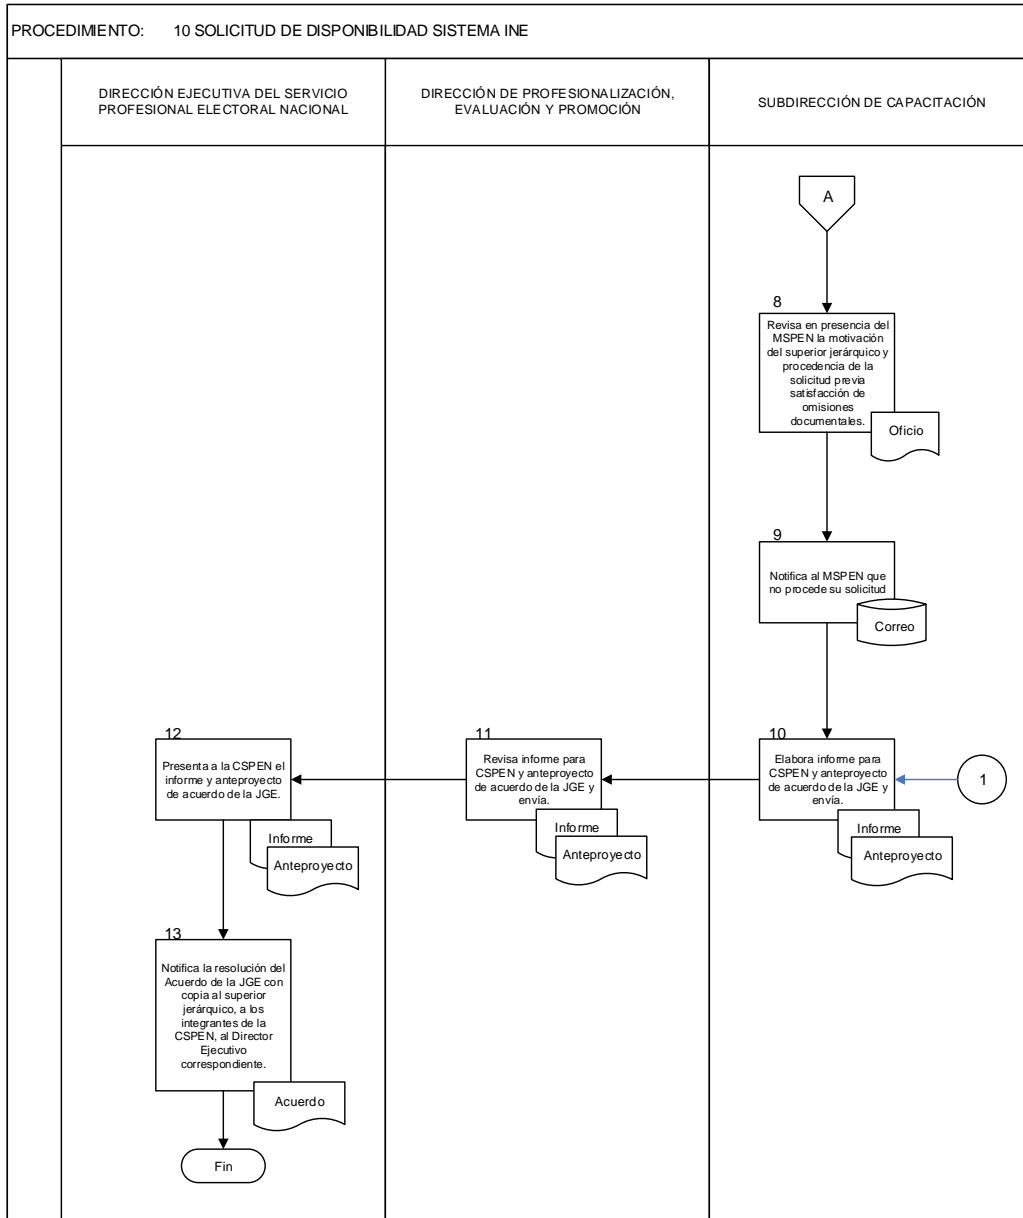 PROCEDIMIENTO: 10 SOLICITUD DE DISPONIBILIDAD SISTEMA INE
DIRECCIÓN EJECUTIVA DEL SERVICIO
PROFESIONAL ELECTORAL NACIONAL
DIRECCIÓN DE PROFESIONALIZACIÓN,
EVALUACIÓN Y PROMOCIÓN
SUBDIRECCIÓN DE CAPACITACIÓN
A
8
Revisa en presencia del
MSPEN la motivación
del superior jerárquico y
procedencia de la
solicitud previa
satisfacción de
omisiones
documentales.
Oficio
9
Notifica al MSPEN que
no procede su solicitud
Correo
10
Elabora informe para
CSPEN y anteproyecto
de acuerdo de la JGE y
envía.
Informe
Anteproyecto
1
11
Revisa informe para
CSPEN y anteproyecto
de acuerdo de la JGE y
envía.
Informe
Anteproyecto
12
Presenta a la CSPEN el
informe y anteproyecto
de acuerdo de la JGE.
Informe
Anteproyecto
13
Notifica la resolución del
Acuerdo de la JGE con
copia al superior
jerárquico, a los
integrantes de la
CSPEN, al Director
Ejecutivo
correspondiente.
Acuerdo
Fin